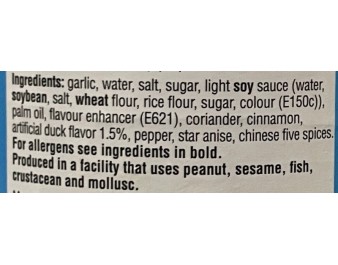 Ingredients: garlic, water, salt, sugar, light soy sauce (water,
soybean, salt, wheat flour, rice flour, sugar, colour (E150c)),
palm oil, flavour enhancer (E621), coriander, cinnamon,
artificial duck flavor 1.5%, pepper, star anise, chinese five spices.
For allergens see ingredients in bold.
Produced in a facility that uses peanut, sesame, fish,
crustacean and mollusc.